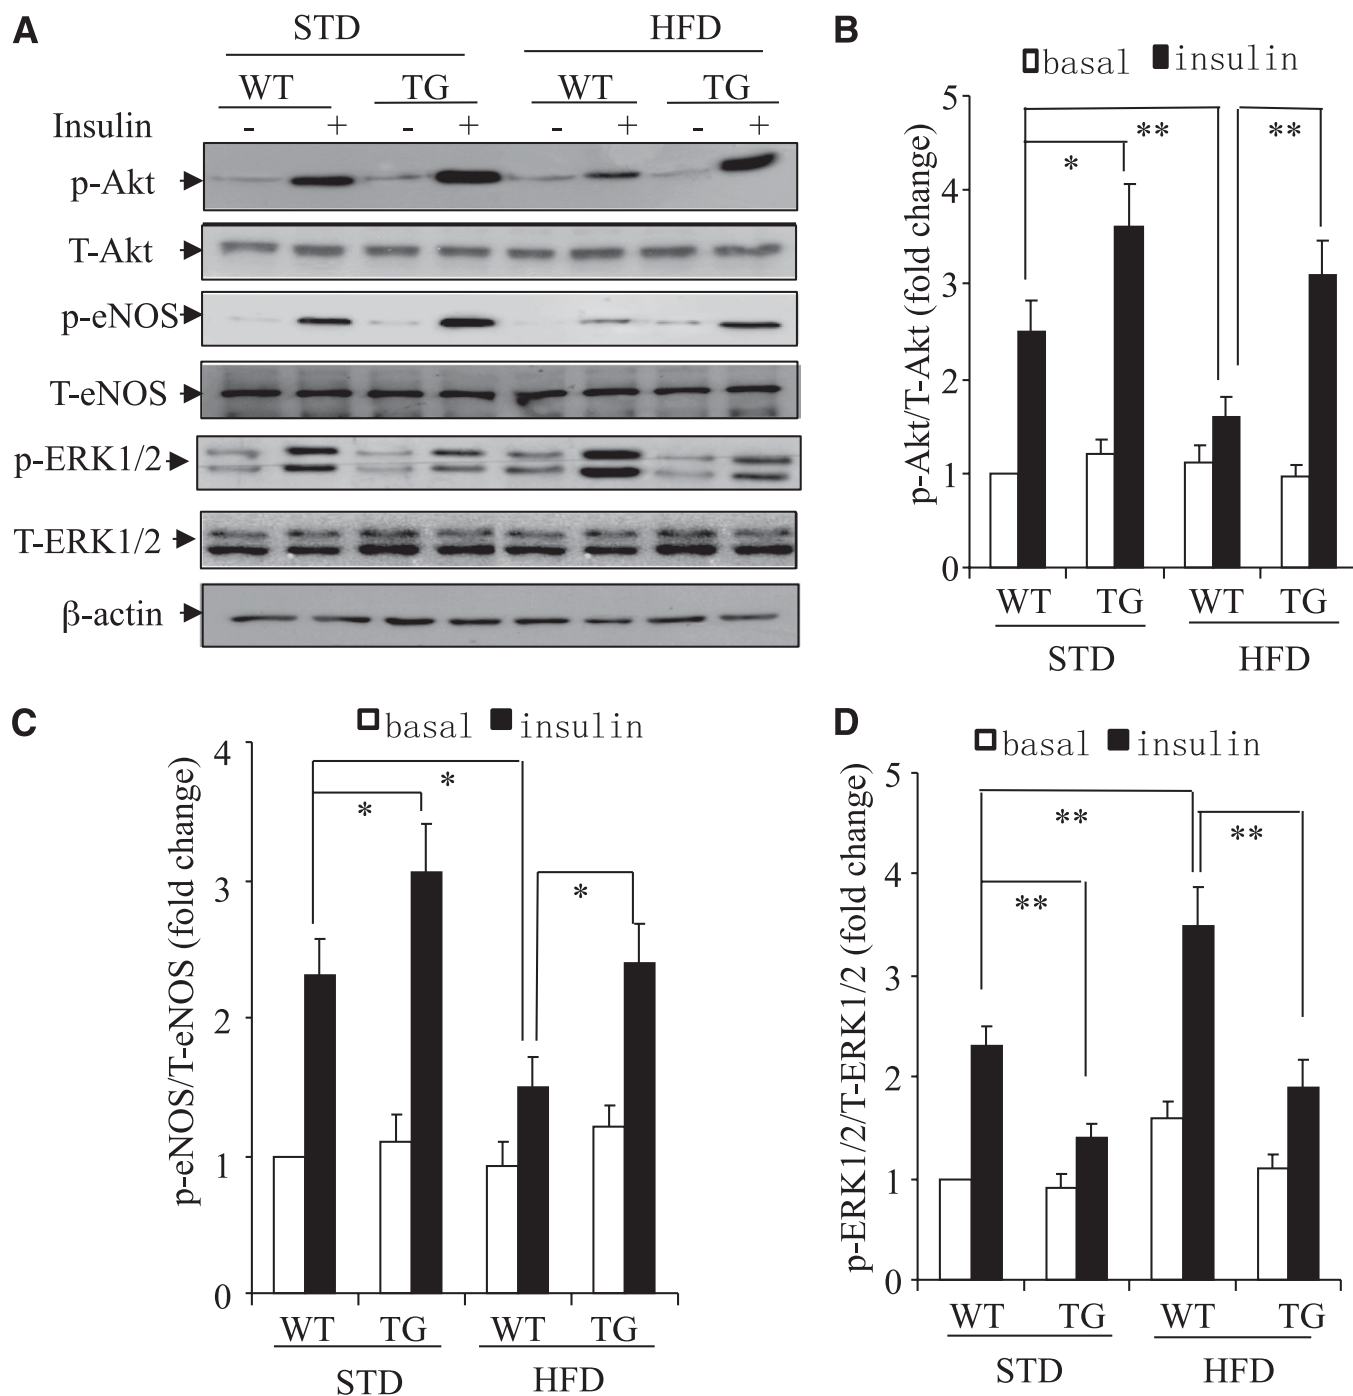 A
STD HFD
WT TG WT TG
Insulin - + - + - + - +
p-Akt
T-Akt
p-eNOS
T-eNOS
p-ERK1/2
T-ERK1/2
β-actin
B
basal insulin
p-Akt/T-Akt (fold change)
5
4
3
2
1
0
** **
*
WT TG WT TG
STD HFD
C
basal insulin
p-eNOS/T-eNOS (fold change)
4
3
2
1
0
*
*
*
WT TG WT TG
STD HFD
D
basal insulin
p-ERK1/2/T-ERK1/2 (fold change)
5
4
3
2
1
0
** **
**
WT TG WT TG
STD HFD